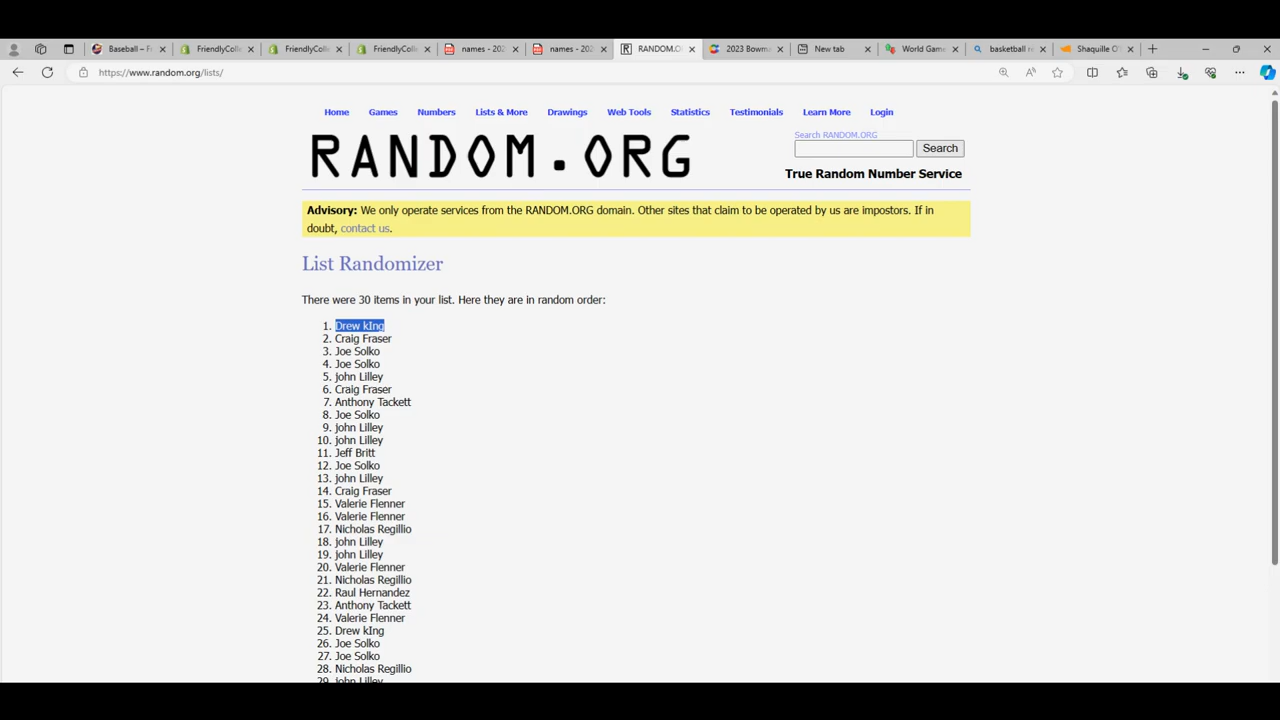 Baseball – Fr
FriendlyColle
FriendlyColle
FriendlyColle
names - 202
names - 202
RANDOM.O
2023 Bowma
New tab
World Game
basketball re
Shaquille O'
https://www.random.org/lists/
Home Games Numbers Lists & More Drawings Web Tools Statistics Testimonials Learn More Login
RANDOM.ORG
Search RANDOM.ORG
Search
True Random Number Service
Advisory: We only operate services from the RANDOM.ORG domain. Other sites that claim to be operated by us are impostors. If in
doubt, contact us.
List Randomizer
There were 30 items in your list. Here they are in random order:
1. Drew kIng
2. Craig Fraser
3. Joe Solko
4. Joe Solko
5. john Lilley
6. Craig Fraser
7. Anthony Tackett
8. Joe Solko
9. john Lilley
10. john Lilley
11. Jeff Britt
12. Joe Solko
13. john Lilley
14. Craig Fraser
15. Valerie Flenner
16. Valerie Flenner
17. Nicholas Regillio
18. john Lilley
19. john Lilley
20. Valerie Flenner
21. Nicholas Regillio
22. Raul Hernandez
23. Anthony Tackett
24. Valerie Flenner
25. Drew kIng
26. Joe Solko
27. Joe Solko
28. Nicholas Regillio
29. john Lilley